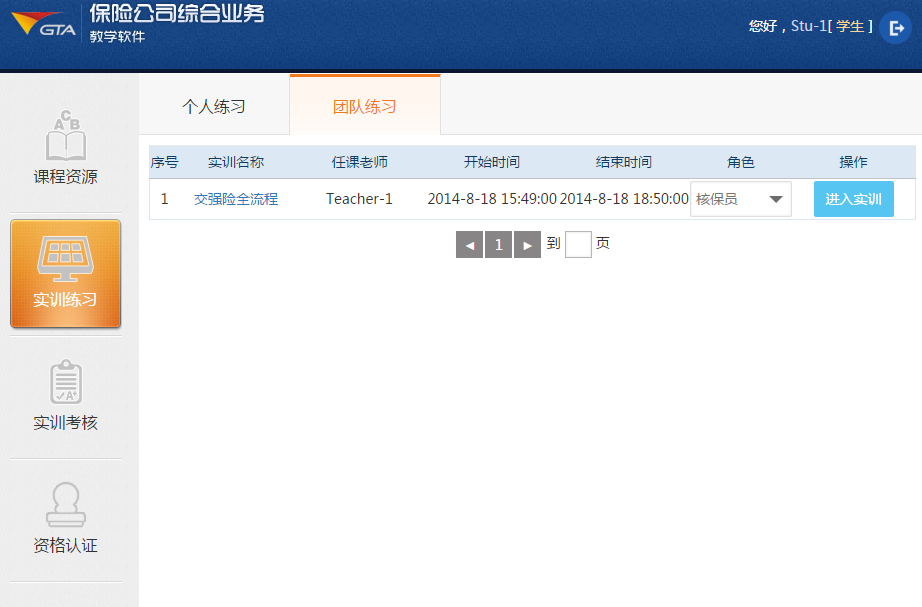 GTA
保险公司综合业务
教学软件
您好，Stu-1[ 学生 ]
A C B
课程资源
实训练习
A+
实训考核
资格认证
个人练习 团队练习
序号 实训名称 任课老师 开始时间 结束时间 角色 操作
1 交强险全流程 Teacher-1 2014-8-18 15:49:00 2014-8-18 18:50:00 核保员 进入实训
1 到 页